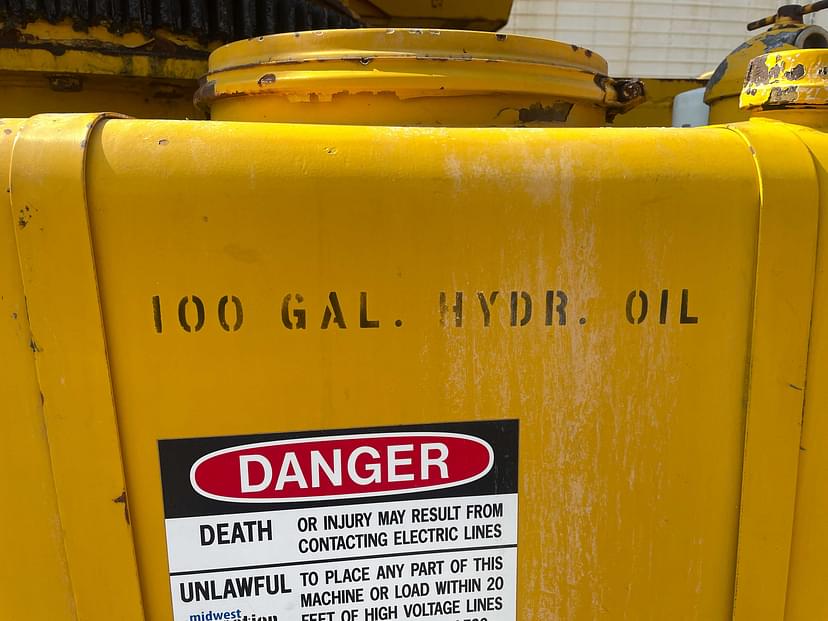 100 GAL. HYDR. OIL
DANGER
DEATH OR INJURY MAY RESULT FROM
CONTACTING ELECTRIC LINES
UNLAWFUL TO PLACE ANY PART OF THIS
MACHINE OR LOAD WITHIN 20
midwest FEET OF HIGH VOLTAGE LINES